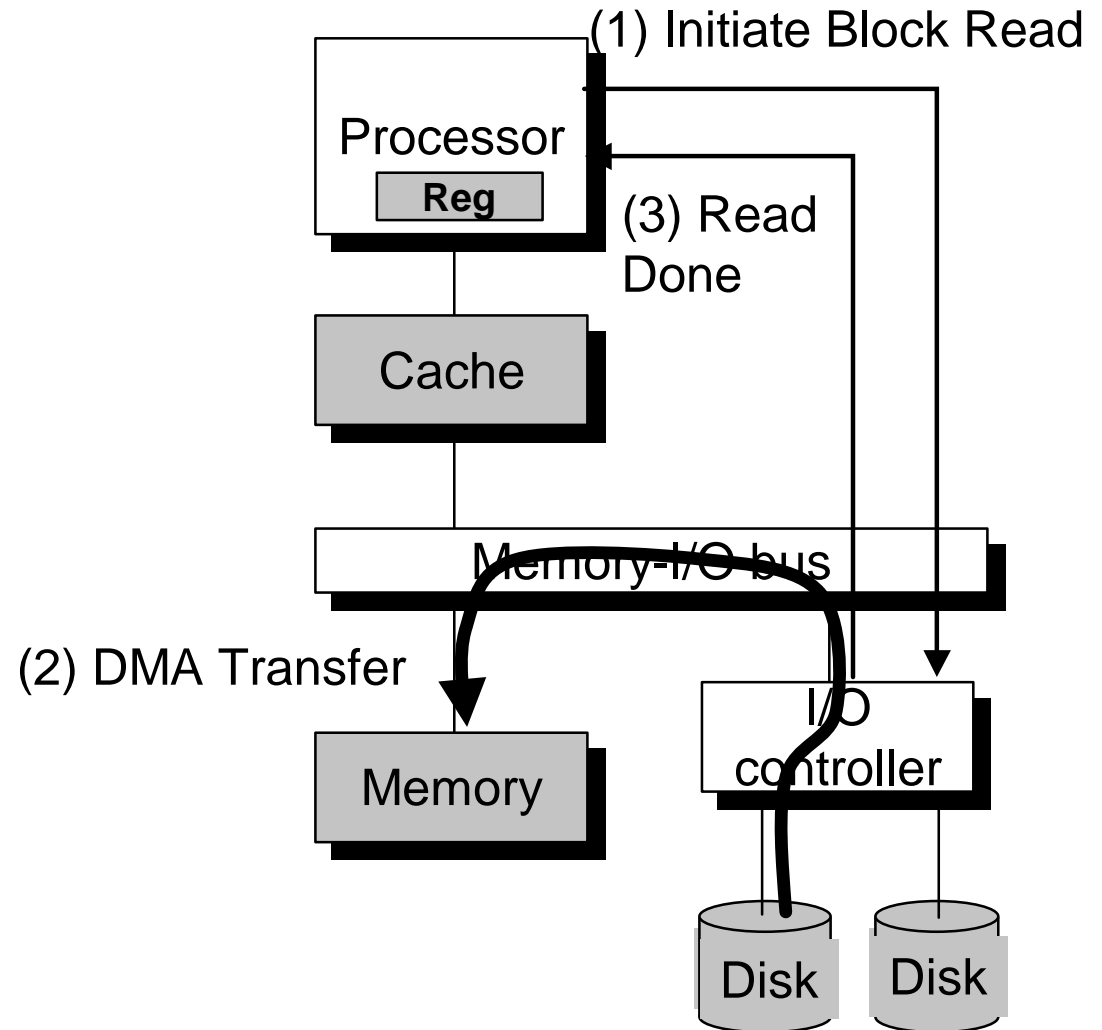 (1) Initiate Block Read
Processor
Reg
(3) Read
Done
Cache
Memory-I/O bus
(2) DMA Transfer
I/O
controller
Memory
Disk
Disk